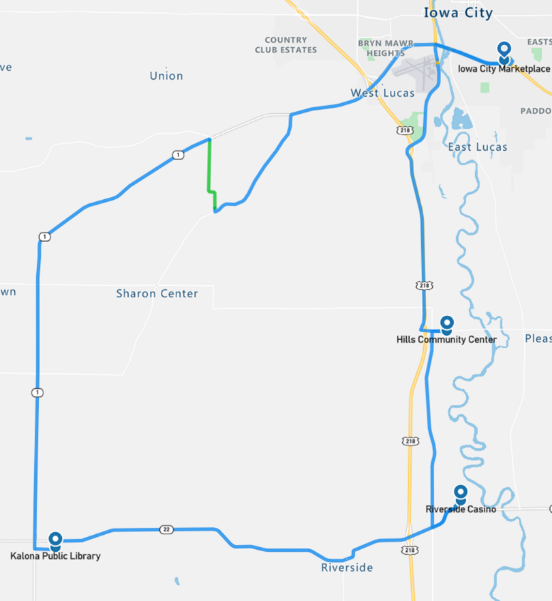 Iowa City
COUNTRY
CLUB ESTATES
BRYN MAWR
HEIGHTS
EASTS
Iowa City Marketplace
ve
Union
West Lucas
PADDO
218
East Lucas
1
1
wn
Sharon Center
218
Hills Community Center
Pleas
1
218
Riverside Casino
22
Kalona Public Library
218
Riverside